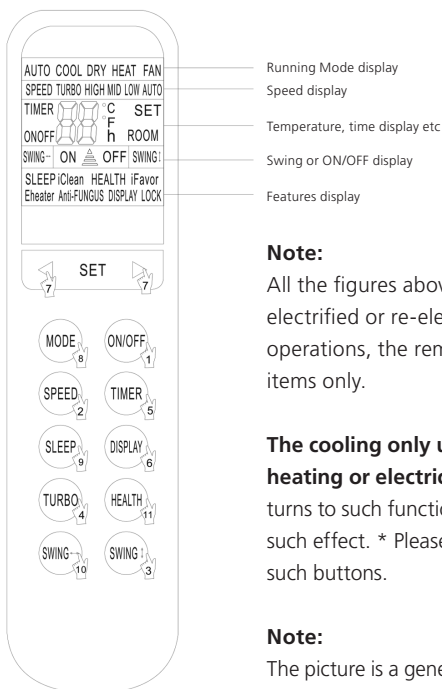 AUTO COOL DRY HEAT FAN
SPEED TURBO HIGH MID LOW AUTO
TIMER 88 °C SET
°F
ONOFF h ROOM
SWING↔ ON OFF SWING↕
SLEEP iClean HEALTH iFavor
Eheater Anti-FUNGUS DISPLAY LOCK
Running Mode display
Speed display
Temperature, time display etc
Swing or ON/OFF display
Features display
SET
7 7
MODE ON/OFF
8 1
SPEED TIMER
2 5
SLEEP DISPLAY
9 6
TURBO HEALTH
4 11
SWING↔ SWING↕
10 3
Note:
All the figures above
electrified or re-ele
operations, the rem
items only.
The cooling only u
heating or electric
turns to such functi
such effect. * Please
such buttons.
Note:
The picture is a gene